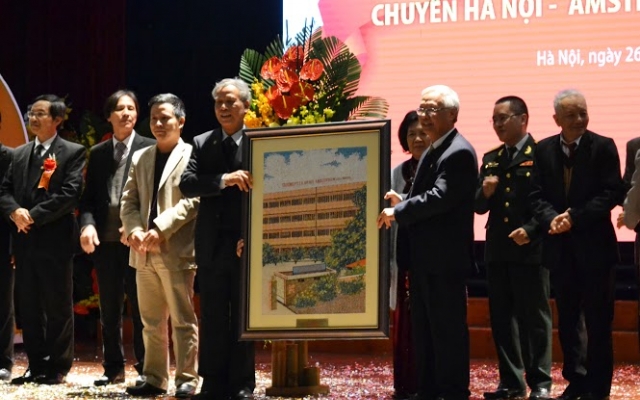 CHUYÊN HÀ NỘI - AMST
Hà Nội, ngày 26